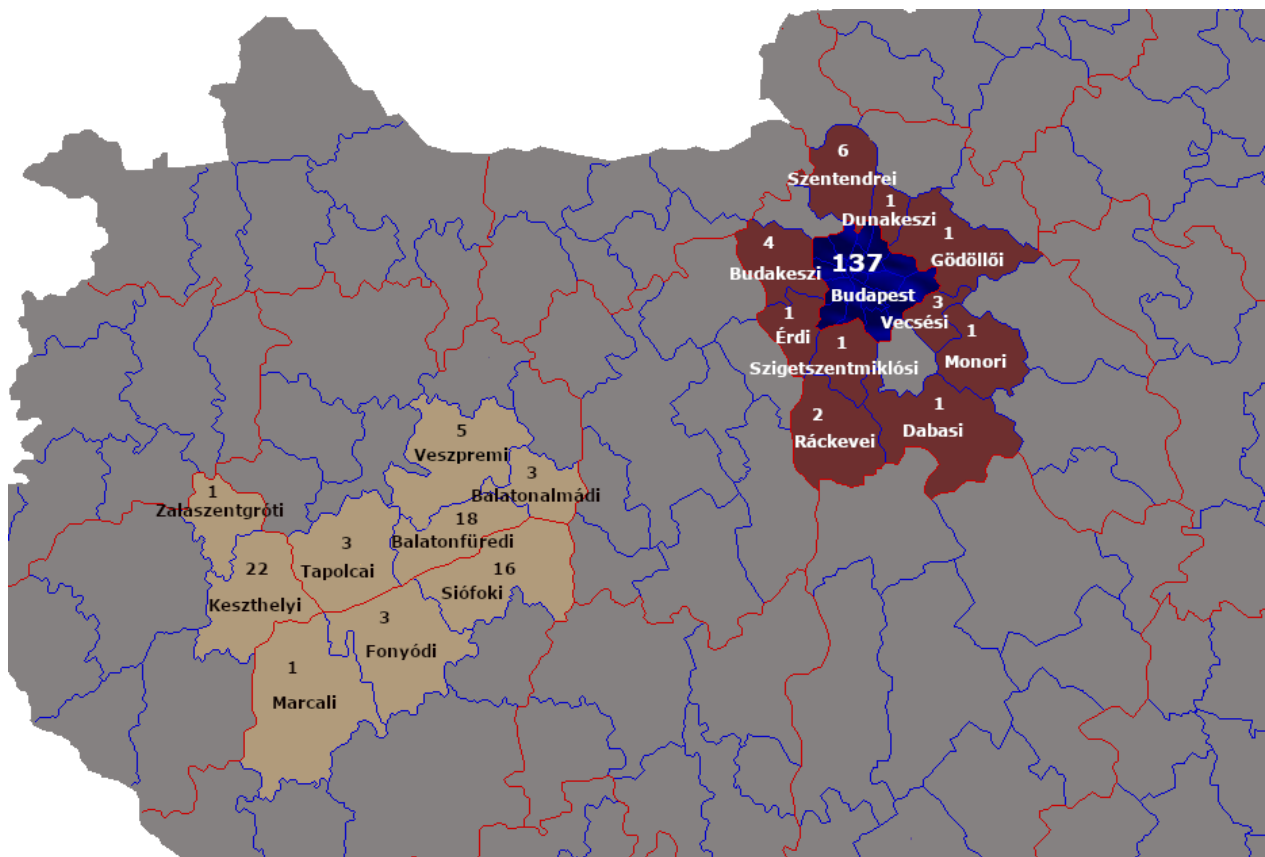 6
Szentendrei
1
Dunakeszi
1
Gödöllői
4
Budakeszi
137
Budapest
3
Vecsési
1
Érdi
1
Szigetszentmiklósi
1
Monori
2
Ráckevei
1
Dabasi
5
Veszpremi
3
Balatonalmádi
1
Zalaszentgróti
18
Balatonfüredi
3
Tapolcai
22
Keszthelyi
16
Siófoki
3
Fonyódi
1
Marcali